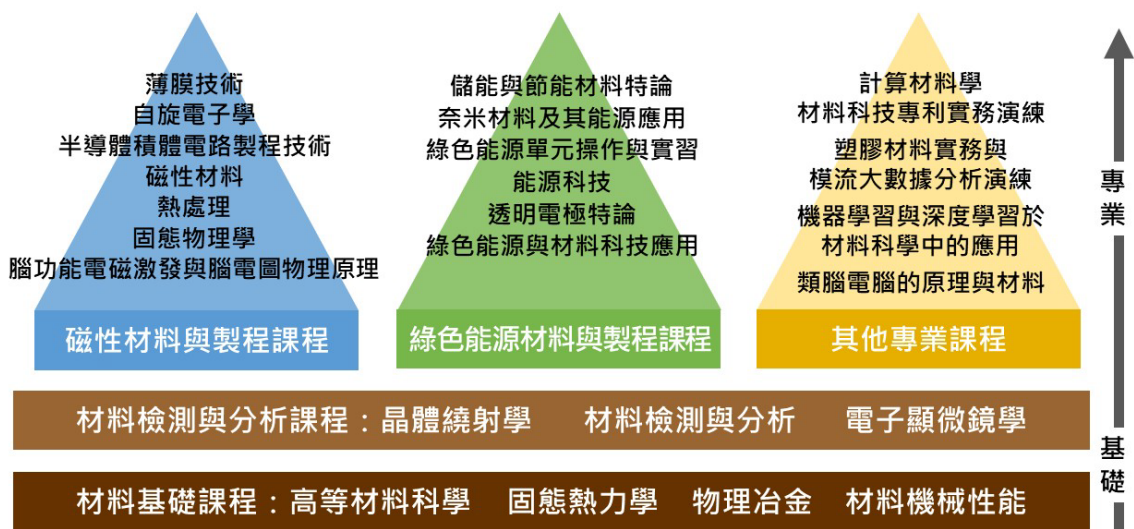 薄膜技術
自旋電子學
半導體積體電路製程技術
磁性材料
熱處理
固態物理學
腦功能電磁激發與腦電圖物理原理
磁性材料與製程課程
儲能與節能材料特論
奈米材料及其能源應用
綠色能源單元操作與實習
能源科技
透明電極特論
綠色能源與材料科技應用
綠色能源材料與製程課程
計算材料學
材料科技專利實務演練
塑膠材料實務與
模流大數據分析演練
機器學習與深度學習於
材料科學中的應用
類腦電腦的原理與材料
其他專業課程
專業
基礎
材料檢測與分析課程：晶體繞射學 材料檢測與分析 電子顯微鏡學
材料基礎課程：高等材料科學 固態熱力學 物理冶金 材料機械性能